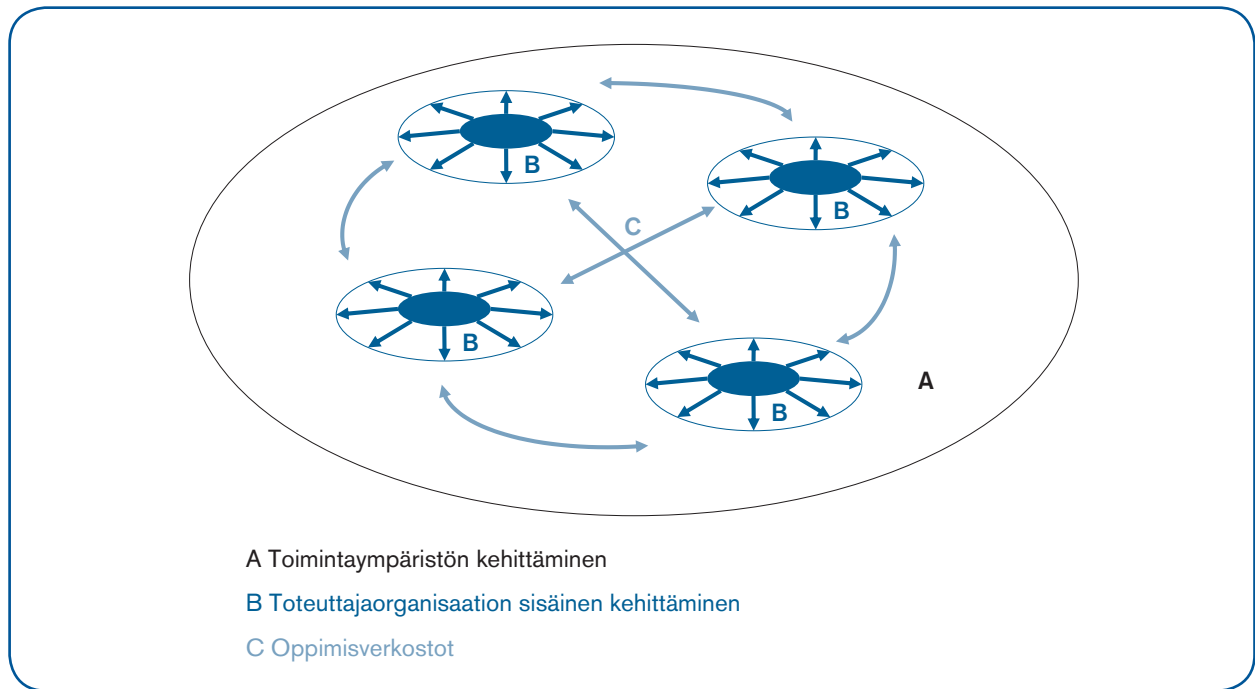 B
B
C
B
A
B
A Toimintaympäristön kehittäminen
B Toteuttajaorganisaation sisäinen kehittäminen
C Oppimisverkostot